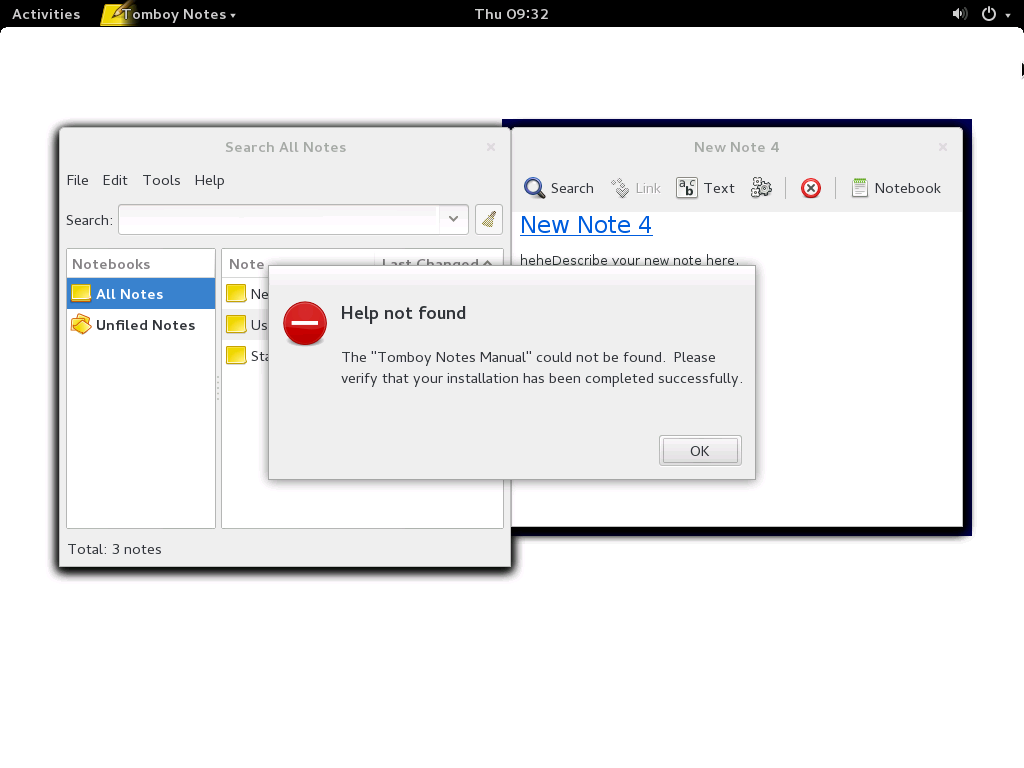 Activities Tomboy Notes Thu 09:32
Search All Notes
File Edit Tools Help
Search:
Notebooks
All Notes
Unfiled Notes
Note Last Changed
Total: 3 notes
New Note 4
Search Link Text Notebook
New Note 4
heheDescribe your new note here.
Help not found
The "Tomboy Notes Manual" could not be found. Please
verify that your installation has been completed successfully.
OK